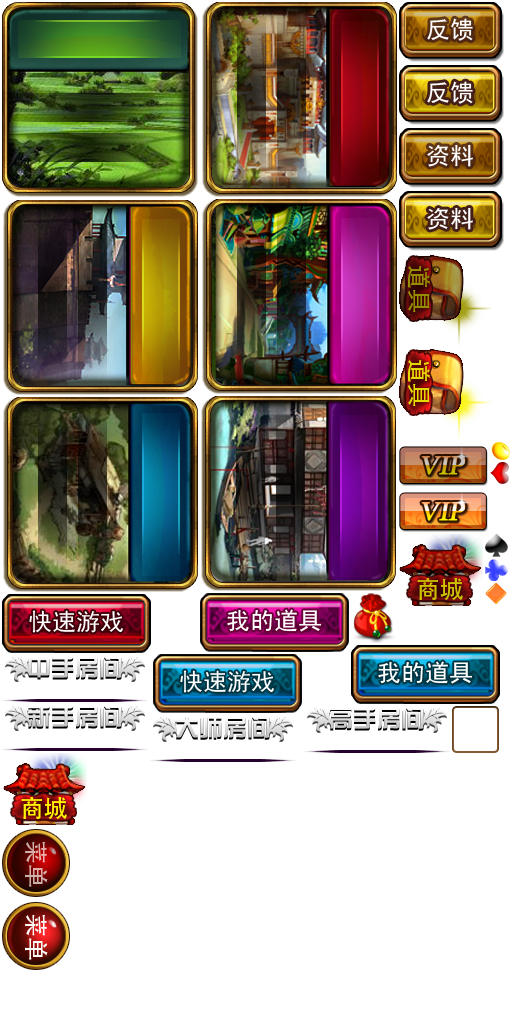 反馈
反馈
资料
资料
道具
道具
VIP
VIP
商城
快速游戏
我的道具
中手房间
快速游戏
我的道具
新手房间
大师房间
高手房间
商城
菜单
菜单